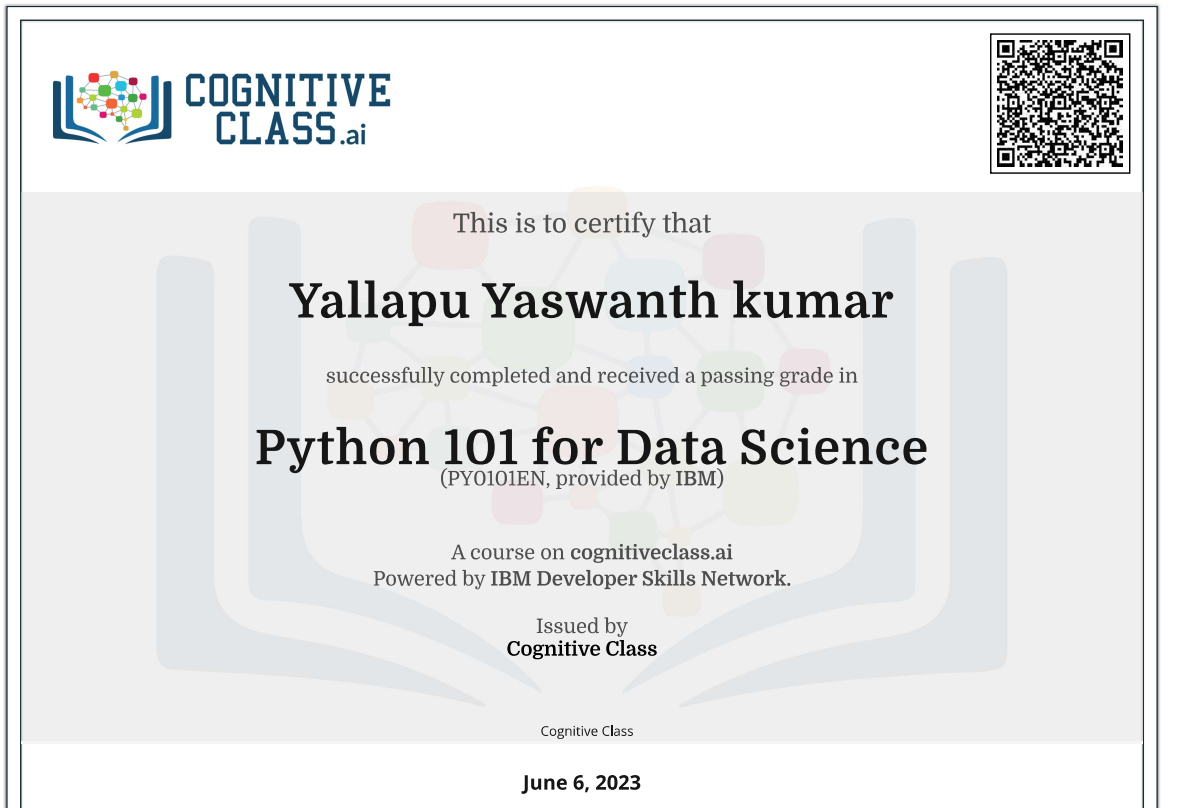 COGNITIVE
CLASS.ai
This is to certify that
Yallapu Yaswanth kumar
successfully completed and received a passing grade in
Python 101 for Data Science
(PY0101EN, provided by IBM)
A course on cognitiveclass.ai
Powered by IBM Developer Skills Network.
Issued by
Cognitive Class
Cognitive Class
June 6, 2023